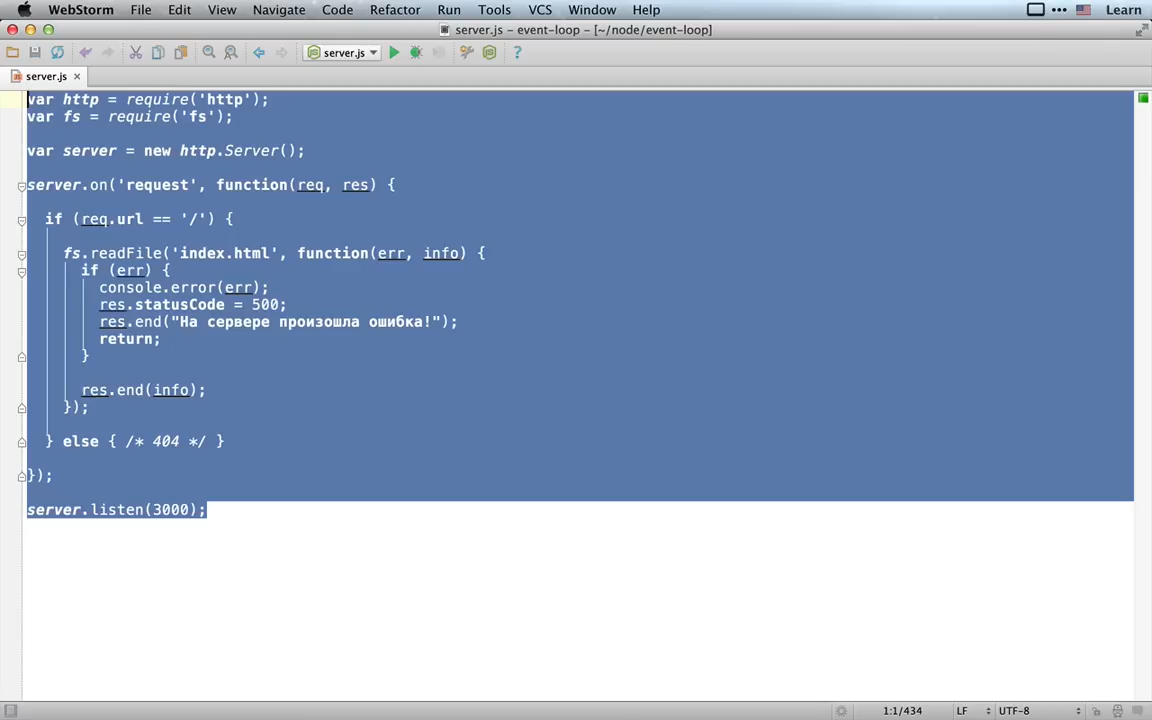 WebStorm File Edit View Navigate Code Refactor Run Tools VCS Window Help Learn
server.js – event-loop – [~/node/event-loop]
server.js
server.js
var http = require('http');
var fs = require('fs');
var server = new http.Server();
server.on('request', function(req, res) {
if (req.url == '/') {
fs.readFile('index.html', function(err, info) {
if (err) {
console.error(err);
res.statusCode = 500;
res.end("На сервере произошла ошибка!");
return;
}
res.end(info);
});
} else { /* 404 */ }
});
server.listen(3000);
1:1/434 LF UTF-8